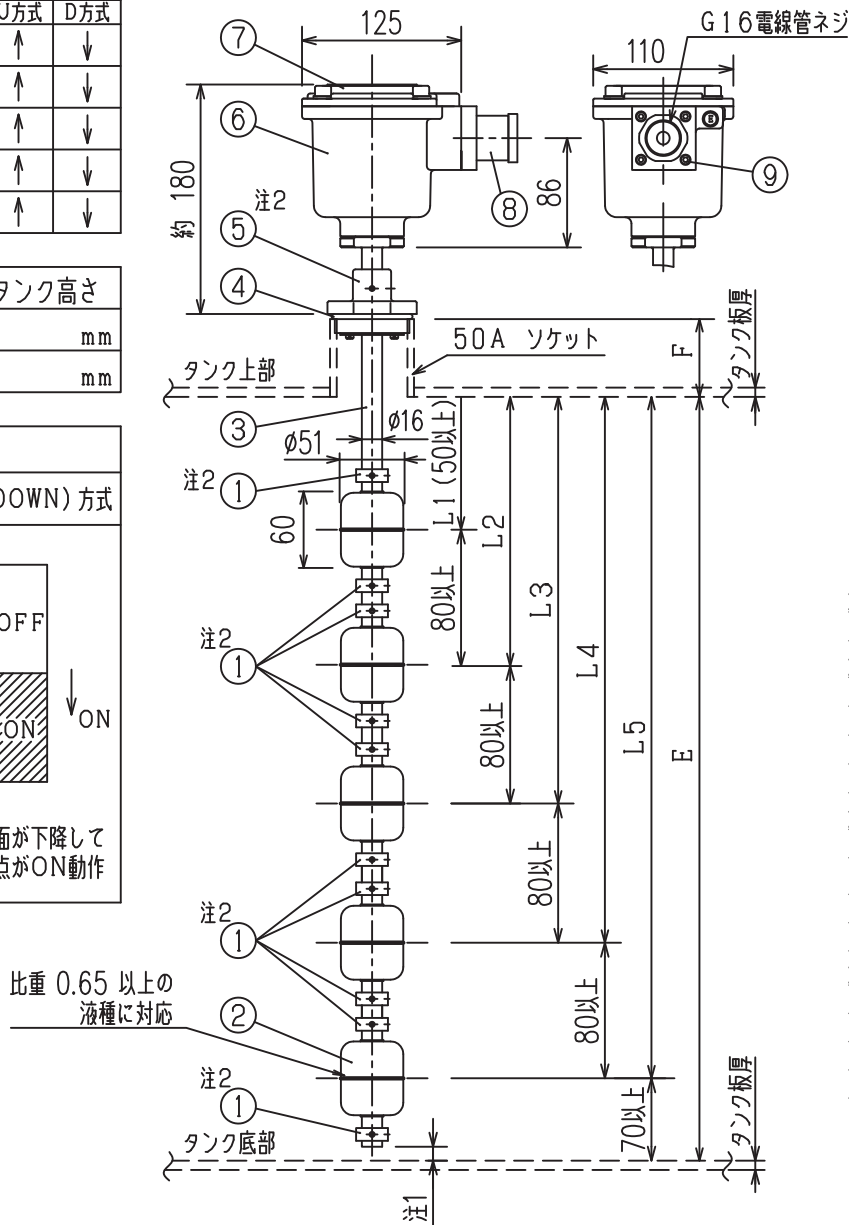 U方式 D方式
↑ ↓
↑ ↓
↑ ↓
↑ ↓
↑ ↓
タンク高さ
mm
mm
(DOWN)方式
OFF
ON
↓ON
面が下降して
点がON動作
125
110
G16電線管ネジ
⑦
⑥
約 180
注2
⑤
④
⑧
86
⑨
50A ソケット
F
タンク板厚
タンク上部
③
φ16
φ51
注2
①
60
L1(50以上)
L2
L3
L4
L5
E
80以上
注2
①
80以上
80以上
注2
①
比重 0.65 以上の
液種に対応
②
80以上
注2
①
70以上
タンク底部
タンク板厚
注1